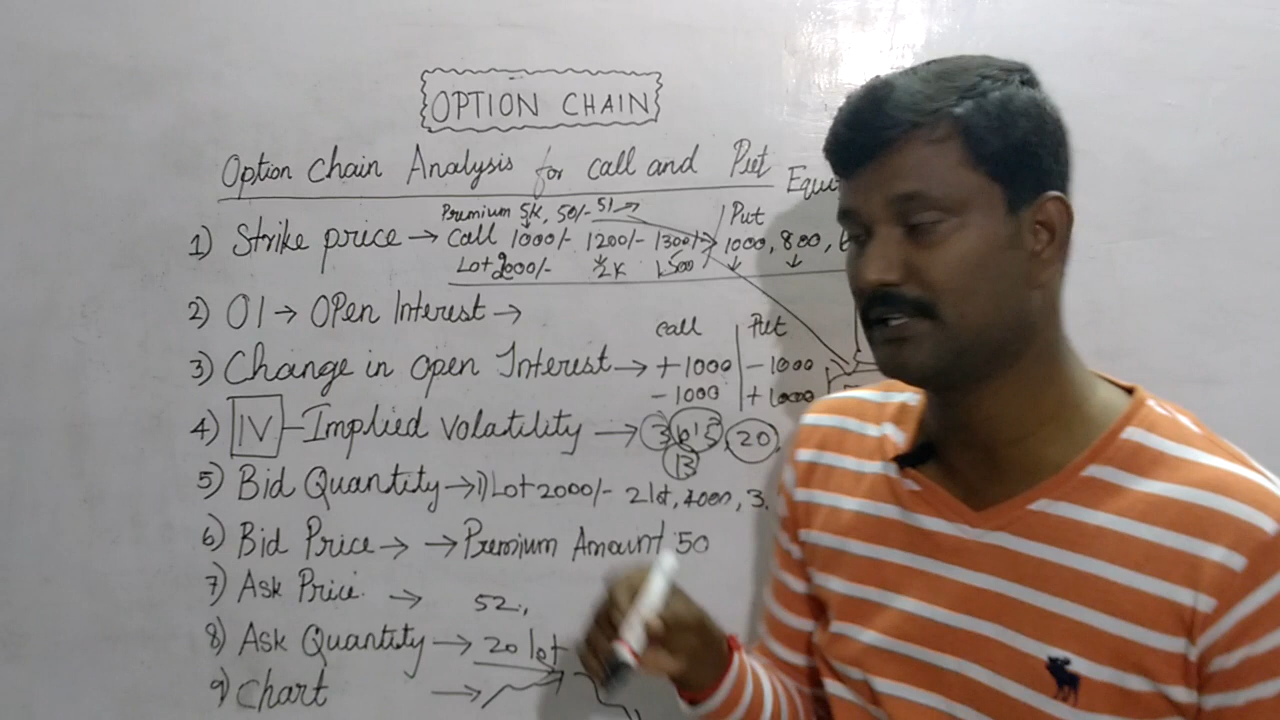 OPTION CHAIN
Option Chain Analysis for call and Put
Premium 5K, 50/- 51 → Put
1) Strike price → Call 1000/- 1200/- 1300/- 1000, 800,
Lot 2000/- 2K 1500
2) OI → OPen Interest →
call Put
3) Change in open Interest → +1000 -1000
-1000 +1000
4) IV - Implied volatility → 20
13
5) Bid Quantity → 1) Lot 2000/- 2 lot, 4000, 3.
6) Bid Price → → Premium Amount 50
7) Ask Price. → 52.,
8) Ask Quantity → 20 lot
9) Chart →